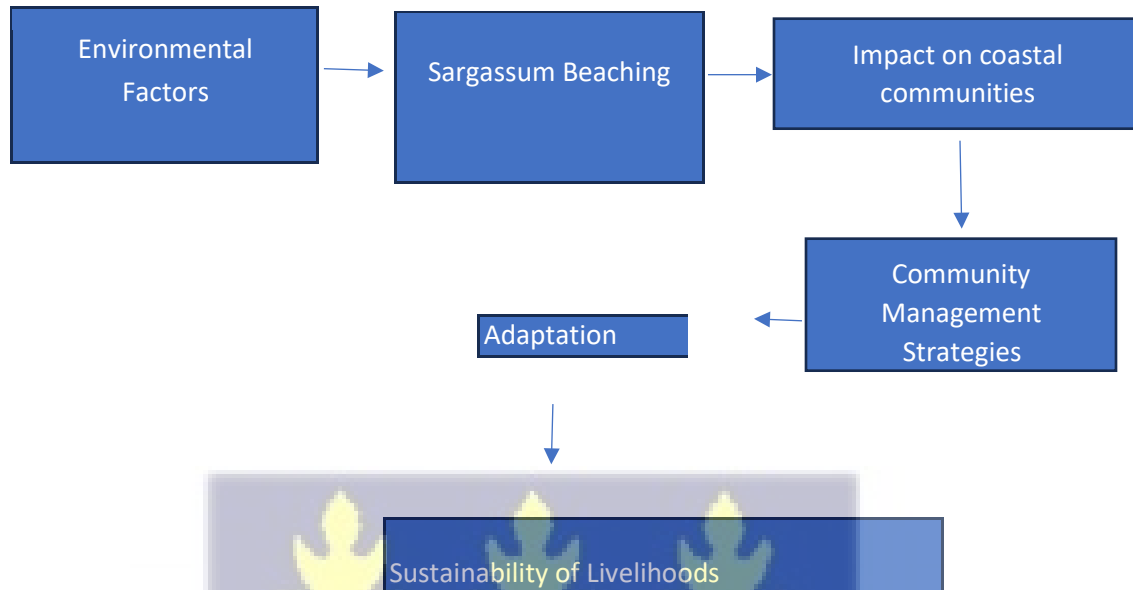 Environmental
Factors
Sargassum Beaching
Impact on coastal
communities
Community
Management
Strategies
Adaptation
Sustainability of Livelihoods